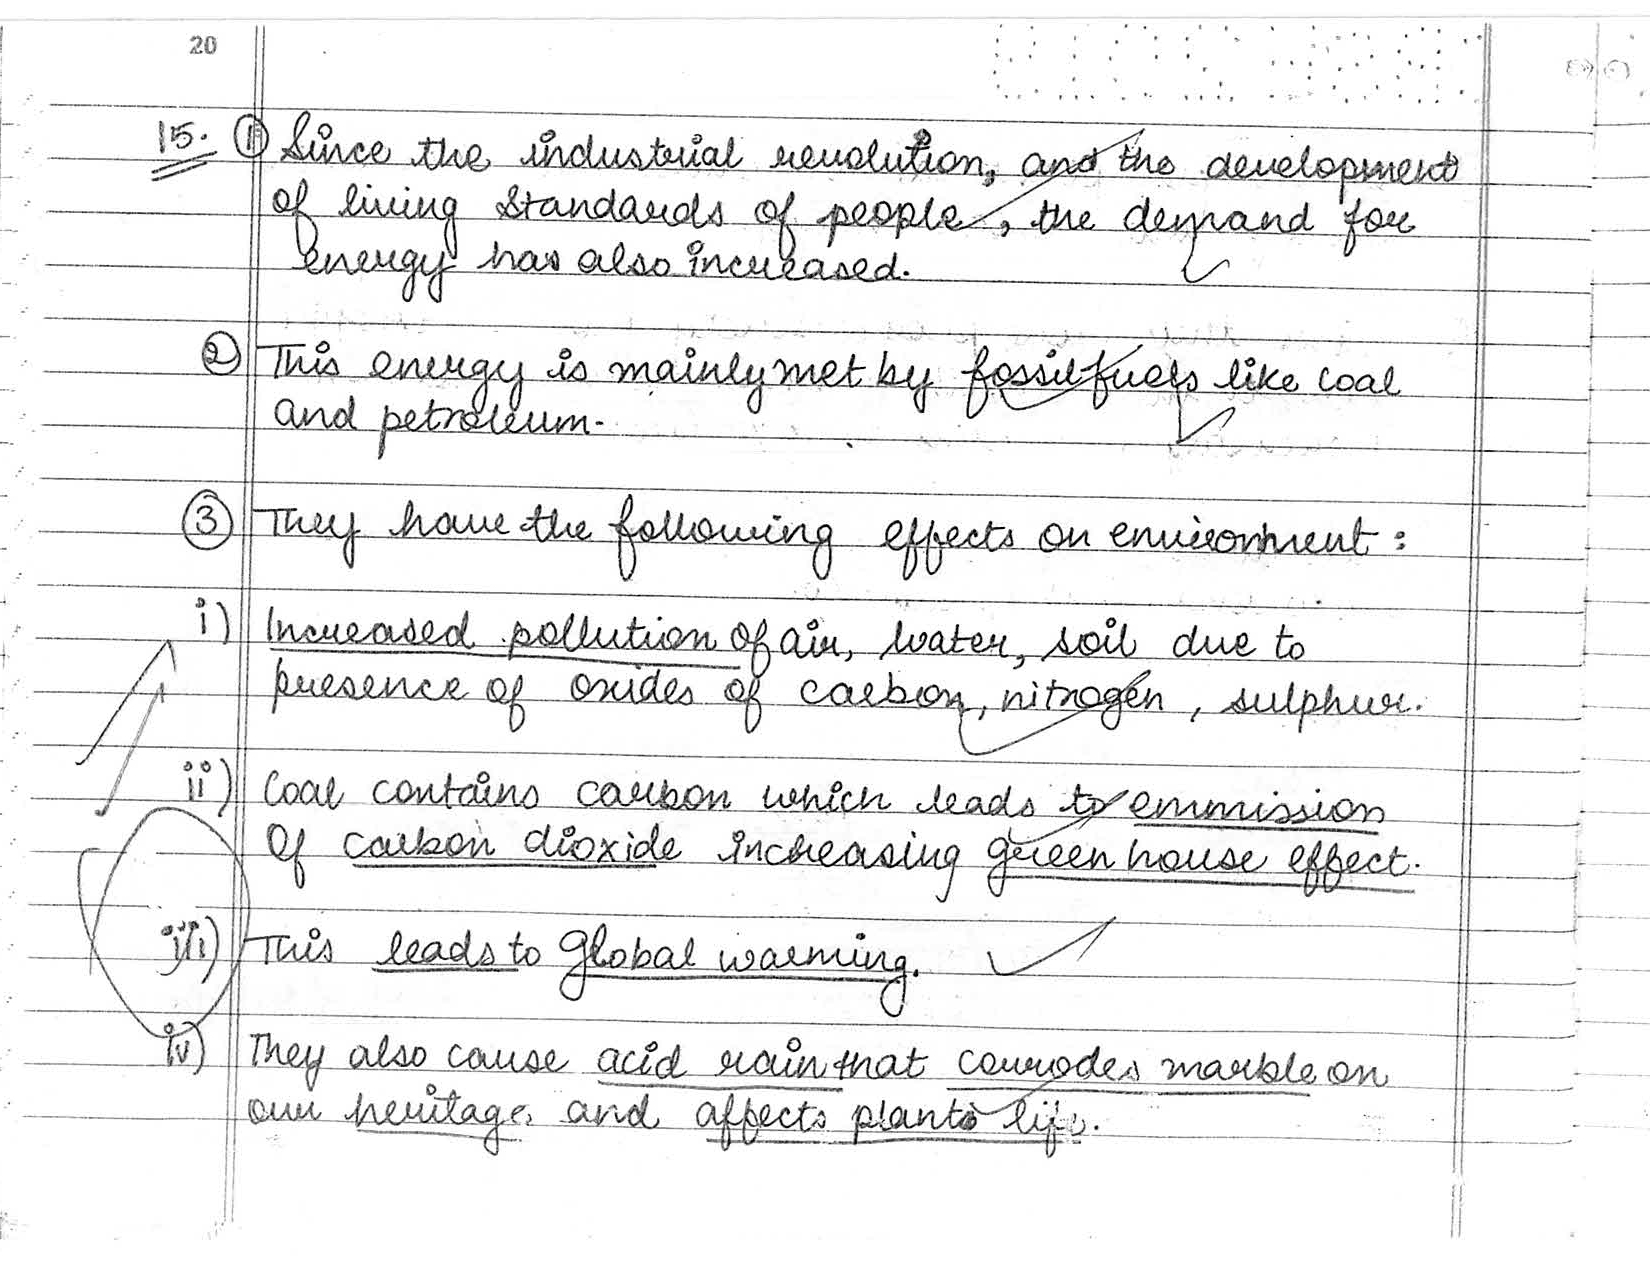 20
15. ① Since the industrial revolution, and the development
of living standards of people, the demand for
energy has also increased.
② This energy is mainly met by fossil fuels like coal
and petroleum.
③ They have the following effects on environment :
i) Increased pollution of air, water, soil due to
presence of oxides of carbon, nitrogen, sulphur.
ii) Coal contains carbon which leads to emmission
Of carbon dioxide increasing green house effect.
iii) This leads to Global warming.
iv) They also cause acid rain that corrodes marble on
our heritage and affects plants life.